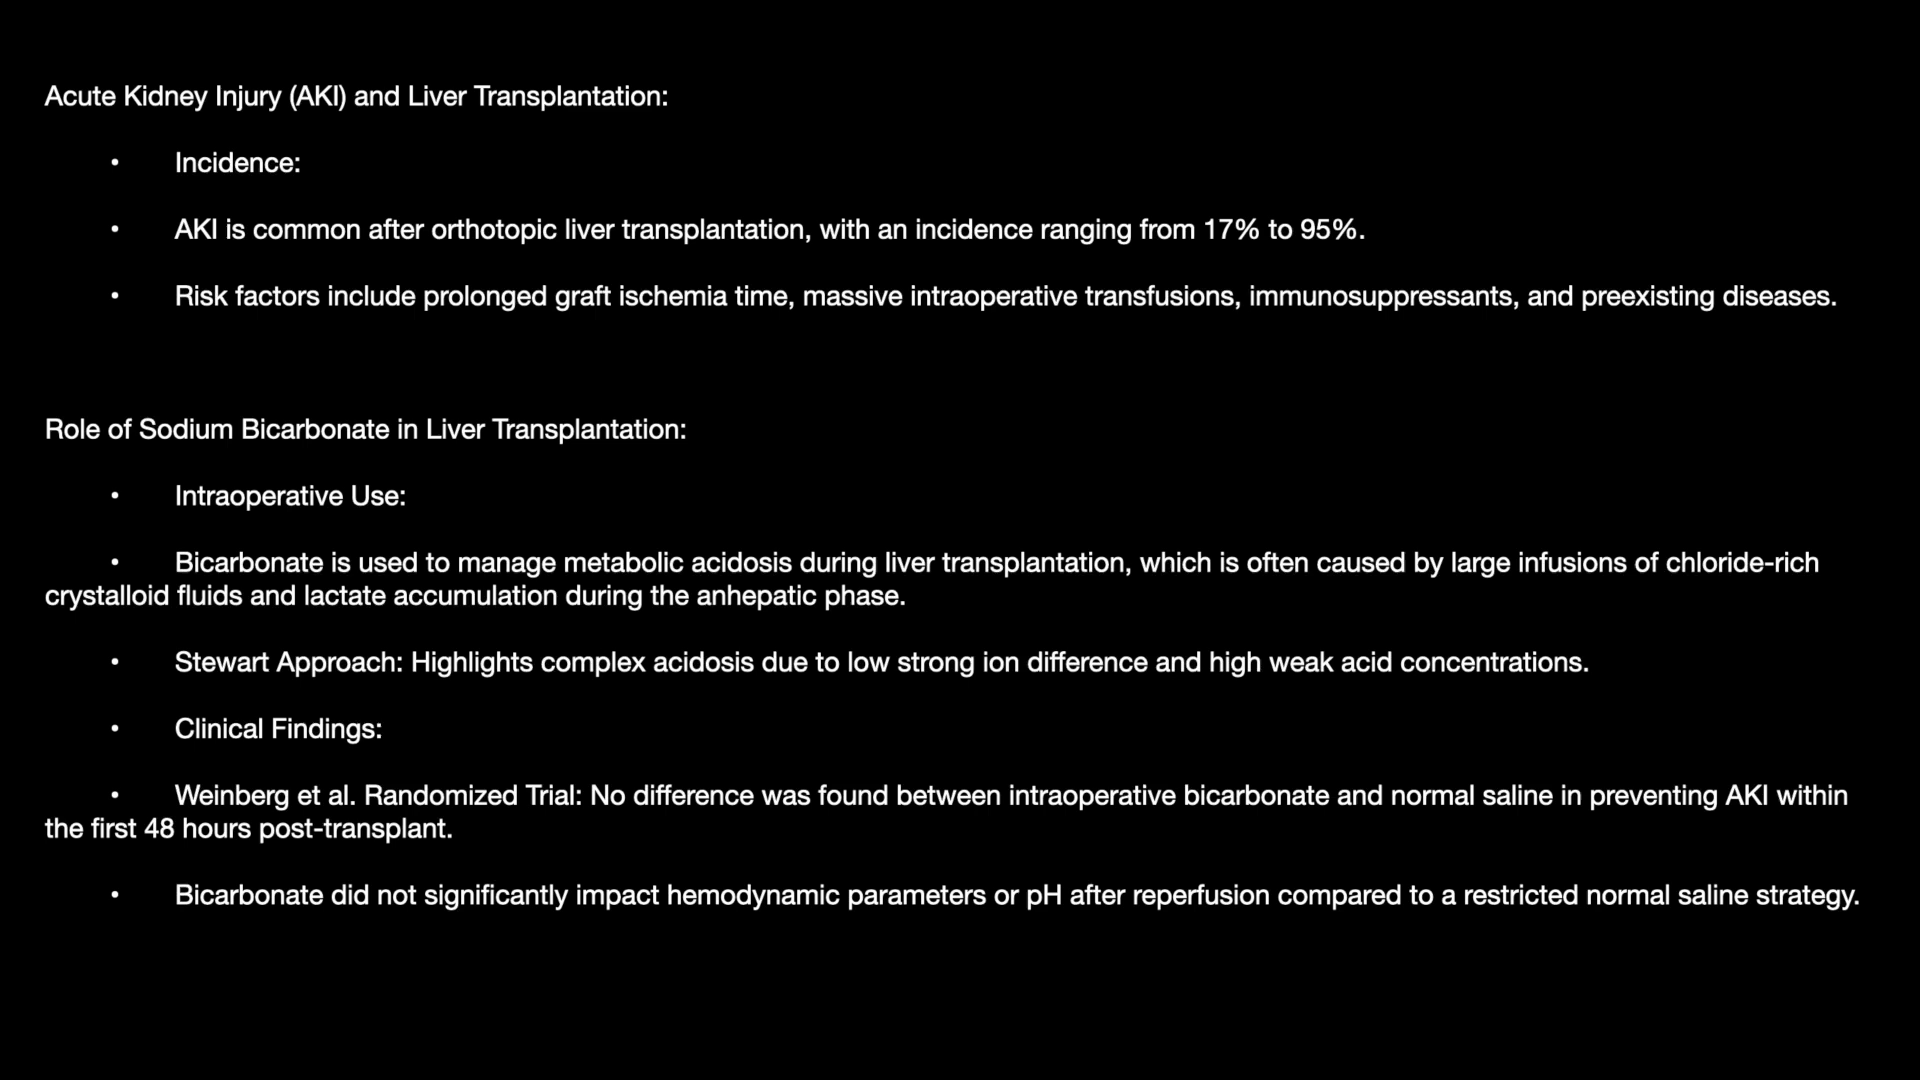 Acute Kidney Injury (AKI) and Liver Transplantation:
• Incidence:
• AKI is common after orthotopic liver transplantation, with an incidence ranging from 17% to 95%.
• Risk factors include prolonged graft ischemia time, massive intraoperative transfusions, immunosuppressants, and preexisting diseases.
Role of Sodium Bicarbonate in Liver Transplantation:
• Intraoperative Use:
• Bicarbonate is used to manage metabolic acidosis during liver transplantation, which is often caused by large infusions of chloride-rich
crystalloid fluids and lactate accumulation during the anhepatic phase.
• Stewart Approach: Highlights complex acidosis due to low strong ion difference and high weak acid concentrations.
• Clinical Findings:
• Weinberg et al. Randomized Trial: No difference was found between intraoperative bicarbonate and normal saline in preventing AKI within
the first 48 hours post-transplant.
• Bicarbonate did not significantly impact hemodynamic parameters or pH after reperfusion compared to a restricted normal saline strategy.